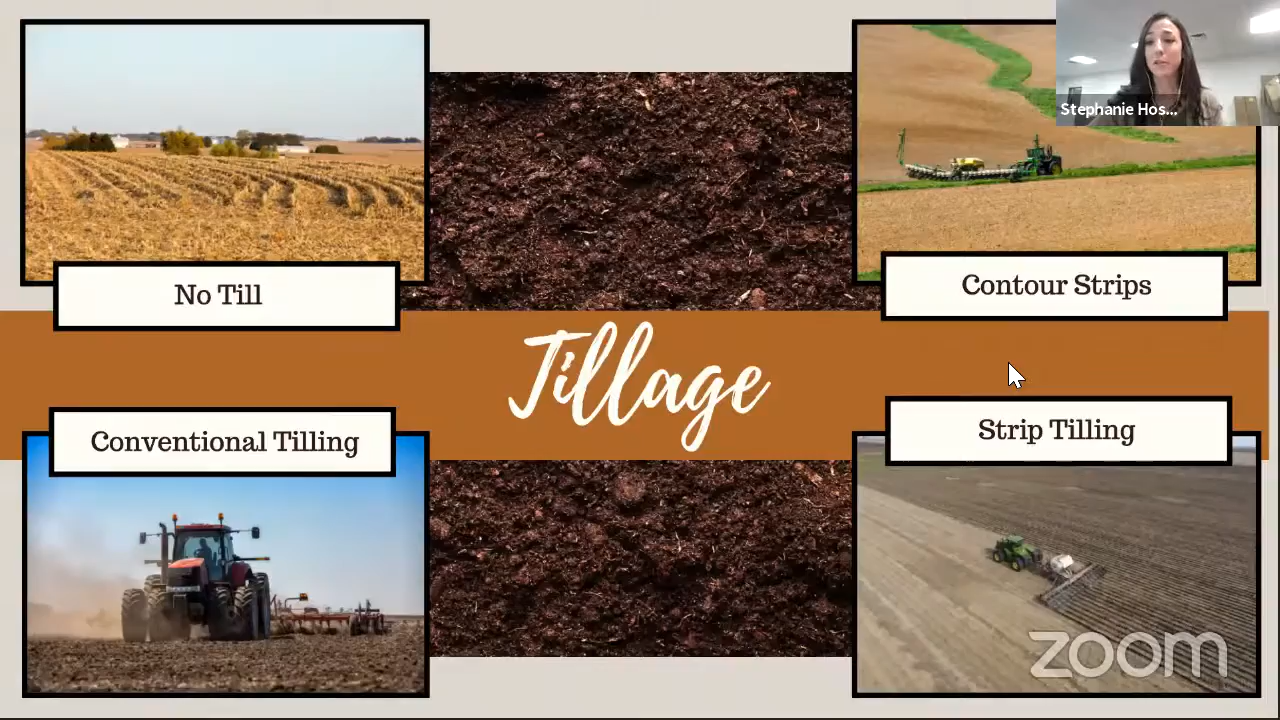 Stephanie Hos...
No Till
Contour Strips
Tillage
Conventional Tilling
Strip Tilling
zoom